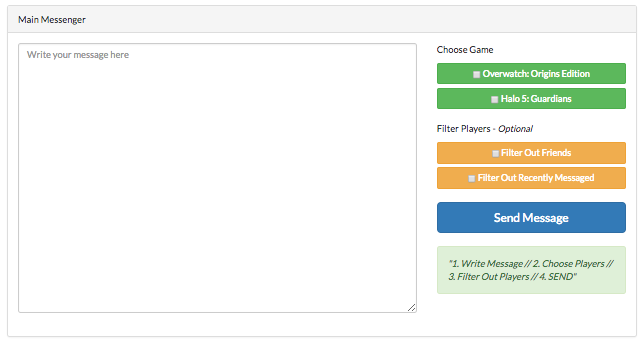 Main Messenger
Write your message here
Choose Game
Overwatch: Origins Edition
Halo 5: Guardians
Filter Players - Optional
Filter Out Friends
Filter Out Recently Messaged
Send Message
"1. Write Message // 2. Choose Players //
3. Filter Out Players // 4. SEND"